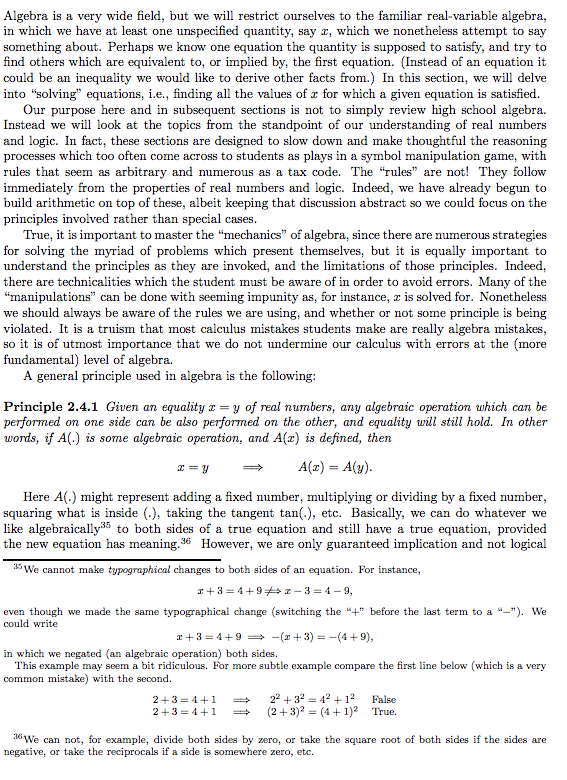 Algebra is a very wide field, but we will restrict ourselves to the familiar real-variable algebra,
in which we have at least one unspecified quantity, say x, which we nonetheless attempt to say
something about. Perhaps we know one equation the quantity is supposed to satisfy, and try to
find others which are equivalent to, or implied by, the first equation. (Instead of an equation it
could be an inequality we would like to derive other facts from.) In this section, we will delve
into “solving” equations, i.e., finding all the values of x for which a given equation is satisfied.
Our purpose here and in subsequent sections is not to simply review high school algebra.
Instead we will look at the topics from the standpoint of our understanding of real numbers
and logic. In fact, these sections are designed to slow down and make thoughtful the reasoning
processes which too often come across to students as plays in a symbol manipulation game, with
rules that seem as arbitrary and numerous as a tax code. The “rules” are not! They follow
immediately from the properties of real numbers and logic. Indeed, we have already begun to
build arithmetic on top of these, albeit keeping that discussion abstract so we could focus on the
principles involved rather than special cases.
True, it is important to master the “mechanics” of algebra, since there are numerous strategies
for solving the myriad of problems which present themselves, but it is equally important to
understand the principles as they are invoked, and the limitations of those principles. Indeed,
there are technicalities which the student must be aware of in order to avoid errors. Many of the
“manipulations” can be done with seeming impunity as, for instance, x is solved for. Nonetheless
we should always be aware of the rules we are using, and whether or not some principle is being
violated. It is a truism that most calculus mistakes students make are really algebra mistakes,
so it is of utmost importance that we do not undermine our calculus with errors at the (more
fundamental) level of algebra.
A general principle used in algebra is the following:
Principle 2.4.1 Given an equality x = y of real numbers, any algebraic operation which can be
performed on one side can be also performed on the other, and equality will still hold. In other
words, if A(.) is some algebraic operation, and A(x) is defined, then
x = y ⟹ A(x) = A(y).
Here A(.) might represent adding a fixed number, multiplying or dividing by a fixed number,
squaring what is inside (.), taking the tangent tan(.), etc. Basically, we can do whatever we
like algebraically³⁵ to both sides of a true equation and still have a true equation, provided
the new equation has meaning.³⁶ However, we are only guaranteed implication and not logical
³⁵We cannot make typographical changes to both sides of an equation. For instance,
x + 3 = 4 + 9 ⇏ x − 3 = 4 − 9,
even though we made the same typographical change (switching the “+” before the last term to a “−”). We
could write
x + 3 = 4 + 9 ⟹ −(x + 3) = −(4 + 9),
in which we negated (an algebraic operation) both sides.
This example may seem a bit ridiculous. For more subtle example compare the first line below (which is a very
common mistake) with the second.
2 + 3 = 4 + 1 ⟹ 2² + 3² = 4² + 1² False
2 + 3 = 4 + 1 ⟹ (2 + 3)² = (4 + 1)² True.
³⁶We can not, for example, divide both sides by zero, or take the square root of both sides if the sides are
negative, or take the reciprocals if a side is somewhere zero, etc.